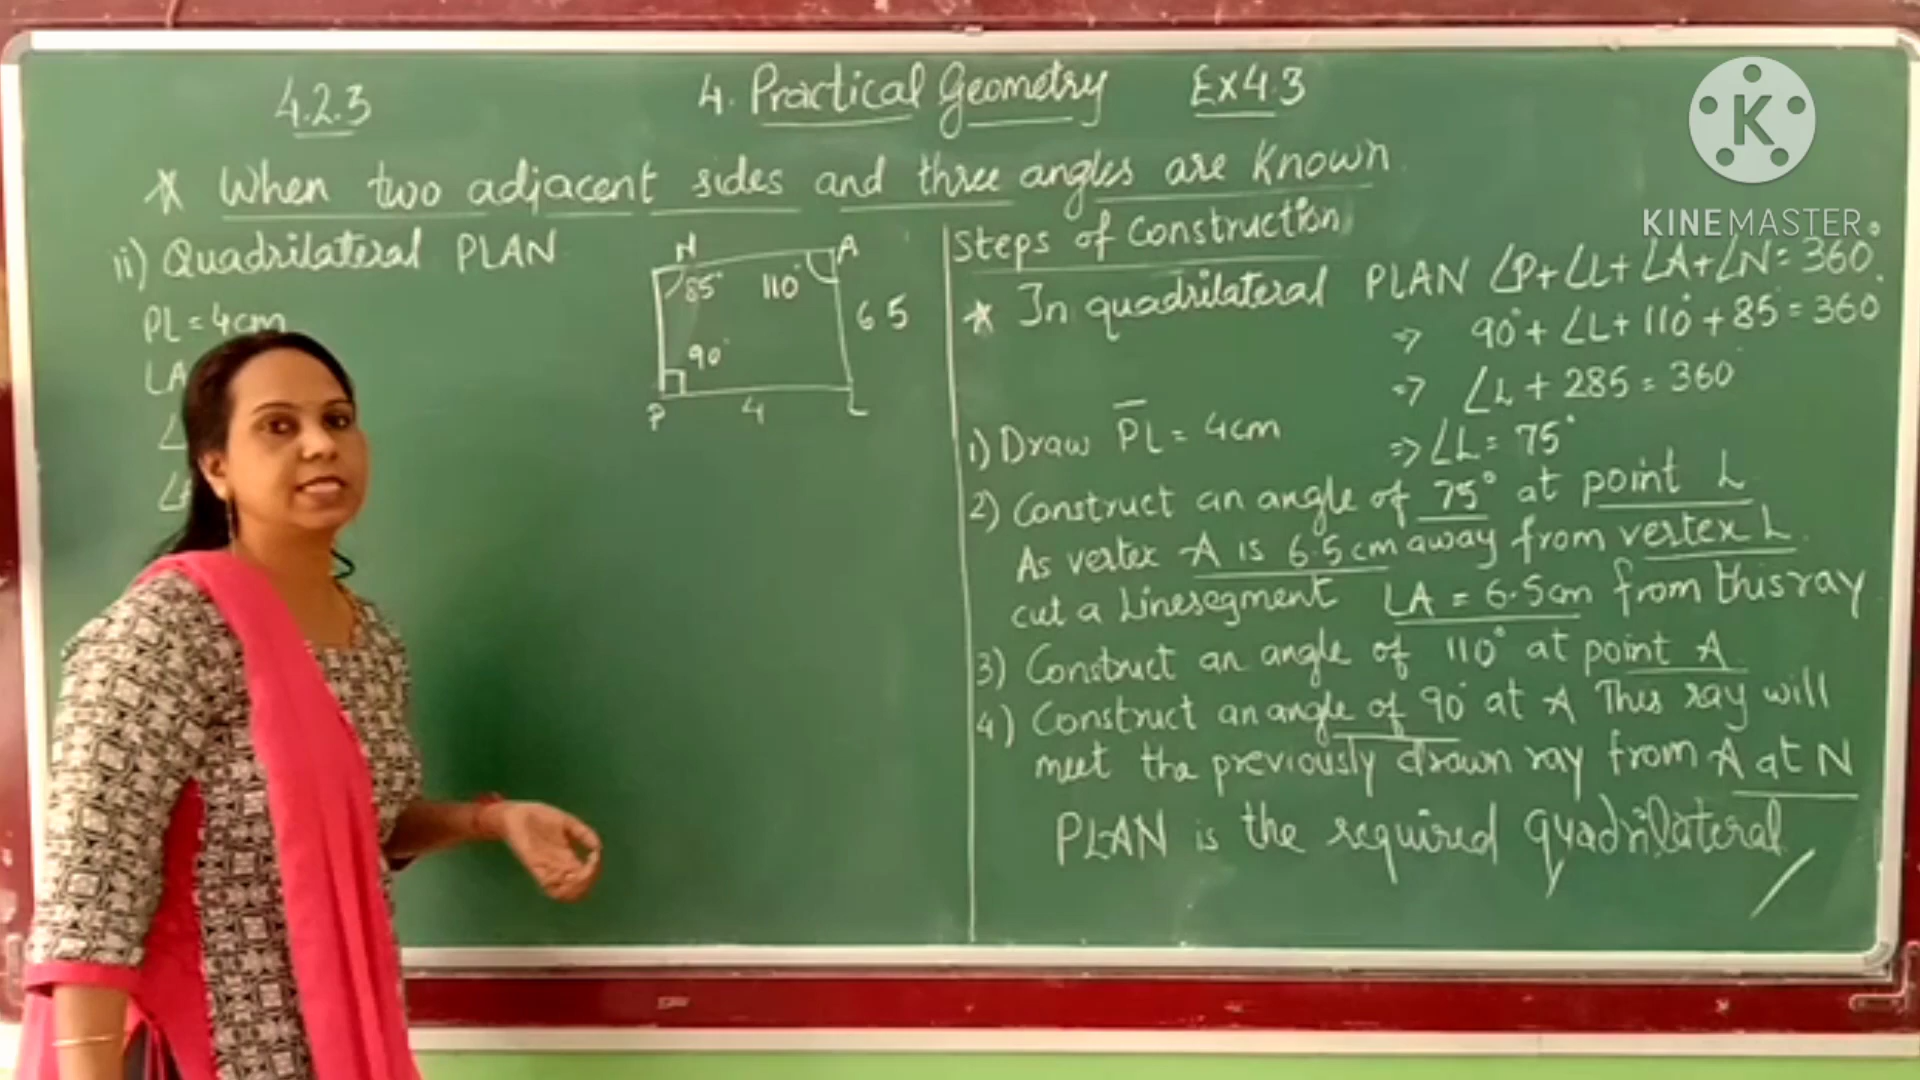 4.2.3
4. Practical Geometry Ex 4.3
* When two adjacent sides and three angles are known
ii) Quadrilateral PLAN
PL = 4cm
LA
∠
∠
N A
85° 110°
6.5
90°
P 4 L
Steps of construction
* In quadrilateral PLAN ∠P+∠L+∠A+∠N=360°
⇒ 90°+∠L+110°+85°=360°
⇒ ∠L+285=360°
1) Draw PL = 4cm ⇒ ∠L=75°
2) Construct an angle of 75° at point L
As vertex A is 6.5cm away from vertex L
cut a Linesegment LA = 6.5cm from this ray
3) Construct an angle of 110° at point A
4) Construct an angle of 90° at A This ray will
meet the previously drawn ray from A at N
PLAN is the required quadrilateral
K
KINEMASTER